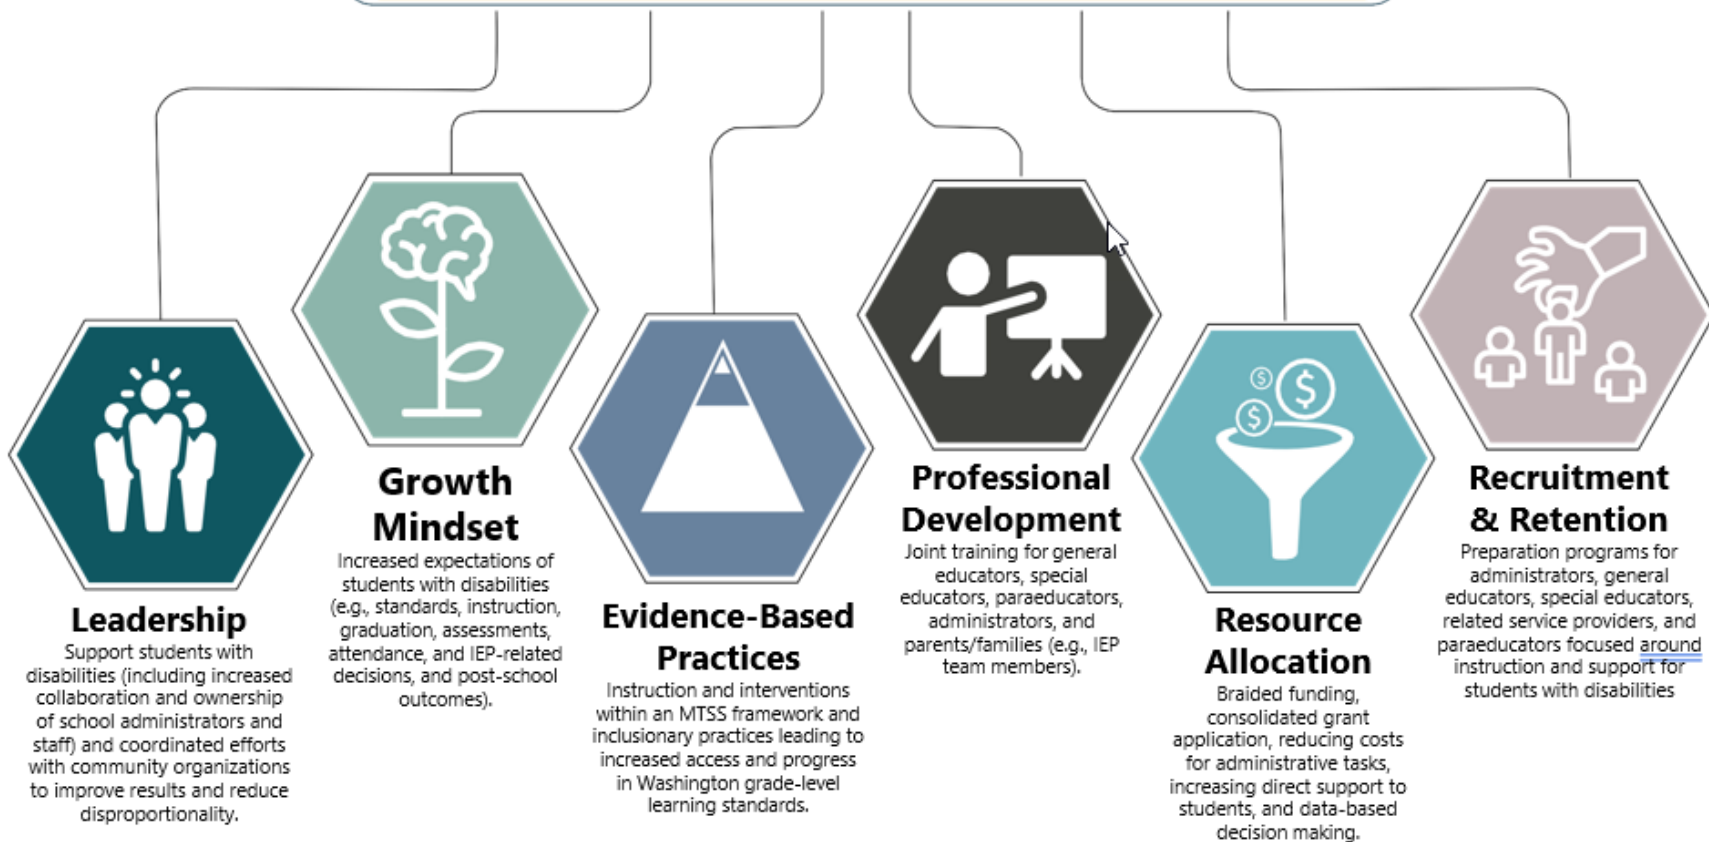 Leadership
Support students with
disabilities (including increased
collaboration and ownership
of school administrators and
staff) and coordinated efforts
with community organizations
to improve results and reduce
disproportionality.
Growth
Mindset
Increased expectations of
students with disabilities
(e.g., standards, instruction,
graduation, assessments,
attendance, and IEP-related
decisions, and post-school
outcomes).
Evidence-Based
Practices
Instruction and interventions
within an MTSS framework and
inclusionary practices leading to
increased access and progress
in Washington grade-level
learning standards.
Professional
Development
Joint training for general
educators, special
educators, paraeducators,
administrators, and
parents/families (e.g., IEP
team members).
$
$
$
Resource
Allocation
Braided funding,
consolidated grant
application, reducing costs
for administrative tasks,
increasing direct support to
students, and data-based
decision making.
Recruitment
& Retention
Preparation programs for
administrators, general
educators, special educators,
related service providers, and
paraeducators focused around
instruction and support for
students with disabilities